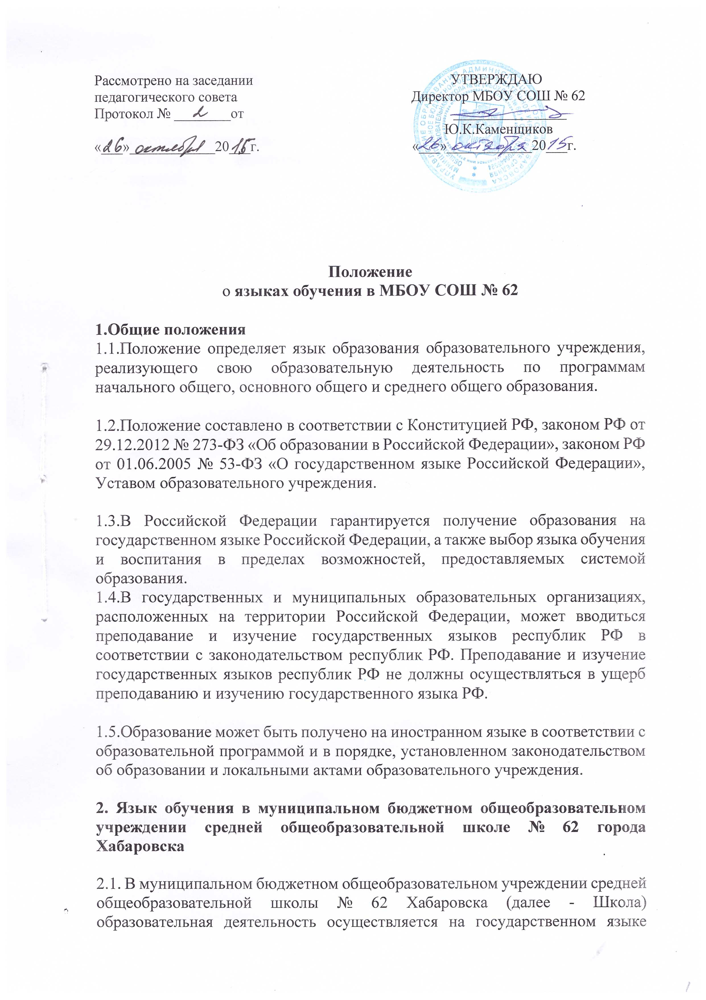 Рассмотрено на заседании
педагогического совета
Протокол № 2 от
«26» октября 2015г.
УТВЕРЖДАЮ
Директор МБОУ СОШ № 62
Ю.К.Каменщиков
«26» октября 2015г.
Положение
о языках обучения в МБОУ СОШ № 62
1.Общие положения
1.1.Положение определяет язык образования образовательного учреждения,
реализующего свою образовательную деятельность по программам
начального общего, основного общего и среднего общего образования.
1.2.Положение составлено в соответствии с Конституцией РФ, законом РФ от
29.12.2012 № 273-ФЗ «Об образовании в Российской Федерации», законом РФ
от 01.06.2005 № 53-ФЗ «О государственном языке Российской Федерации»,
Уставом образовательного учреждения.
1.3.В Российской Федерации гарантируется получение образования на
государственном языке Российской Федерации, а также выбор языка обучения
и воспитания в пределах возможностей, предоставляемых системой
образования.
1.4.В государственных и муниципальных образовательных организациях,
расположенных на территории Российской Федерации, может вводиться
преподавание и изучение государственных языков республик РФ в
соответствии с законодательством республик РФ. Преподавание и изучение
государственных языков республик РФ не должны осуществляться в ущерб
преподаванию и изучению государственного языка РФ.
1.5.Образование может быть получено на иностранном языке в соответствии с
образовательной программой и в порядке, установленном законодательством
об образовании и локальными актами образовательного учреждения.
2. Язык обучения в муниципальном бюджетном общеобразовательном
учреждении средней общеобразовательной школе № 62 города
Хабаровска
2.1. В муниципальном бюджетном общеобразовательном учреждении средней
общеобразовательной школы № 62 Хабаровска (далее - Школа)
образовательная деятельность осуществляется на государственном языке